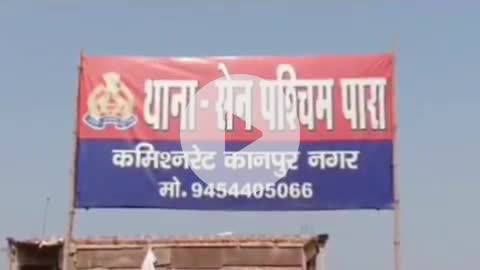 थाना - सेन पश्चिम पारा
कमिश्नरेट कानपुर नगर
मो. 9454405066